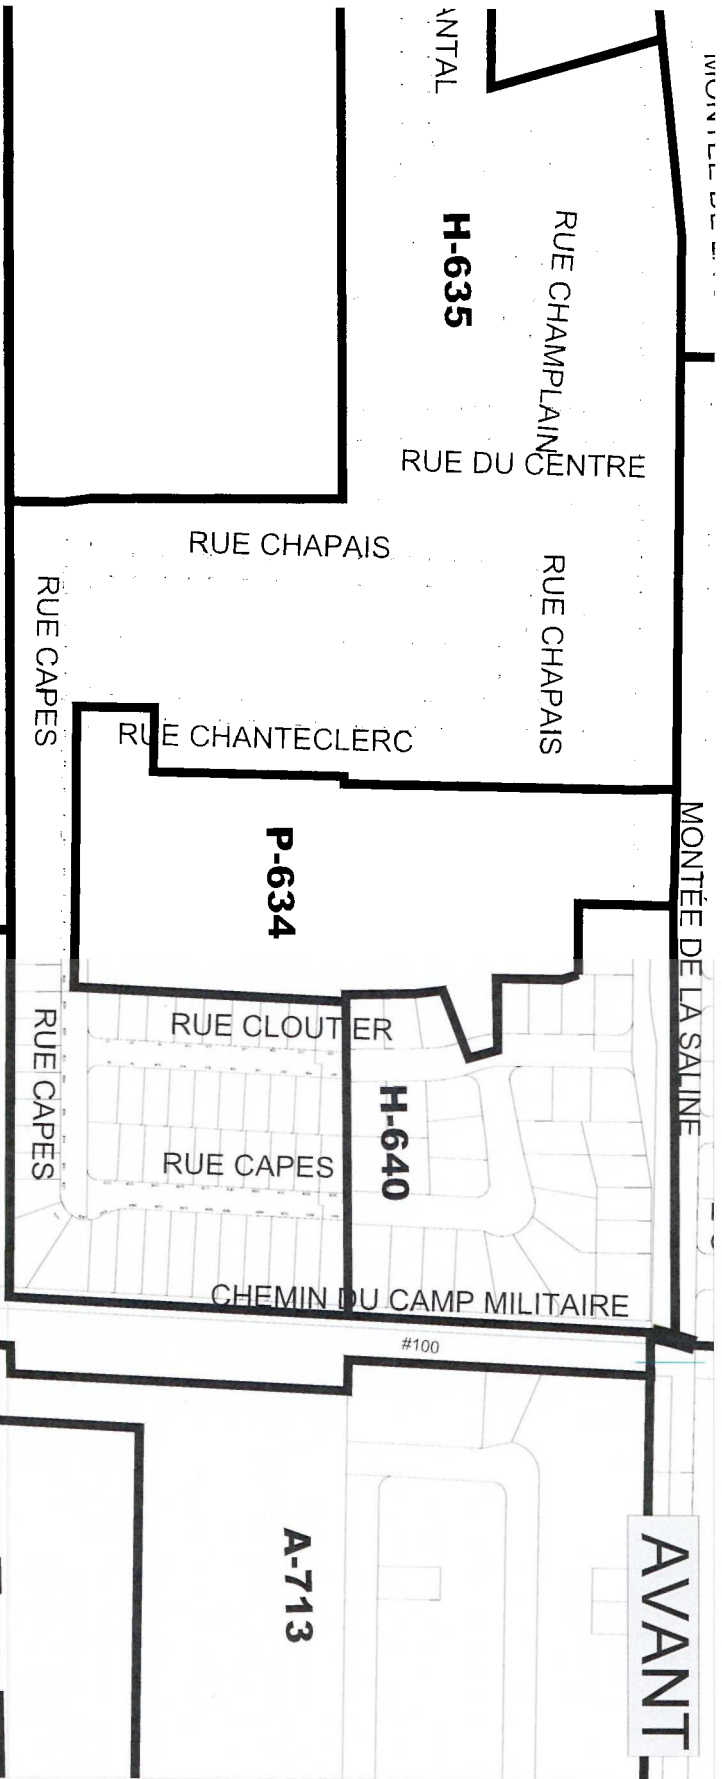 H-635
RUE CHAMPLAIN
RUE DU CENTRE
RUE CHAPAIS
RUE CHAPAIS
RUE CAPES
RUE CHANTECLERC
P-634
MONTÉE DE LA SALINE
RUE CLOUTIER
RUE CAPES
H-640
RUE CAPES
CHEMIN DU CAMP MILITAIRE
#100
A-713
AVANT